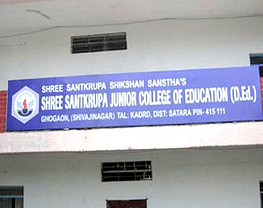 SHREE SANTKRUPA SHIKSHAN SANSTHA'S
SHREE SANTKRUPA JUNIOR COLLEGE OF EDUCATION (D.Ed.)
GHOGAON, (SHIVAJINAGAR) TAL: KADRD, DIST: SATARA PIN- 415 111